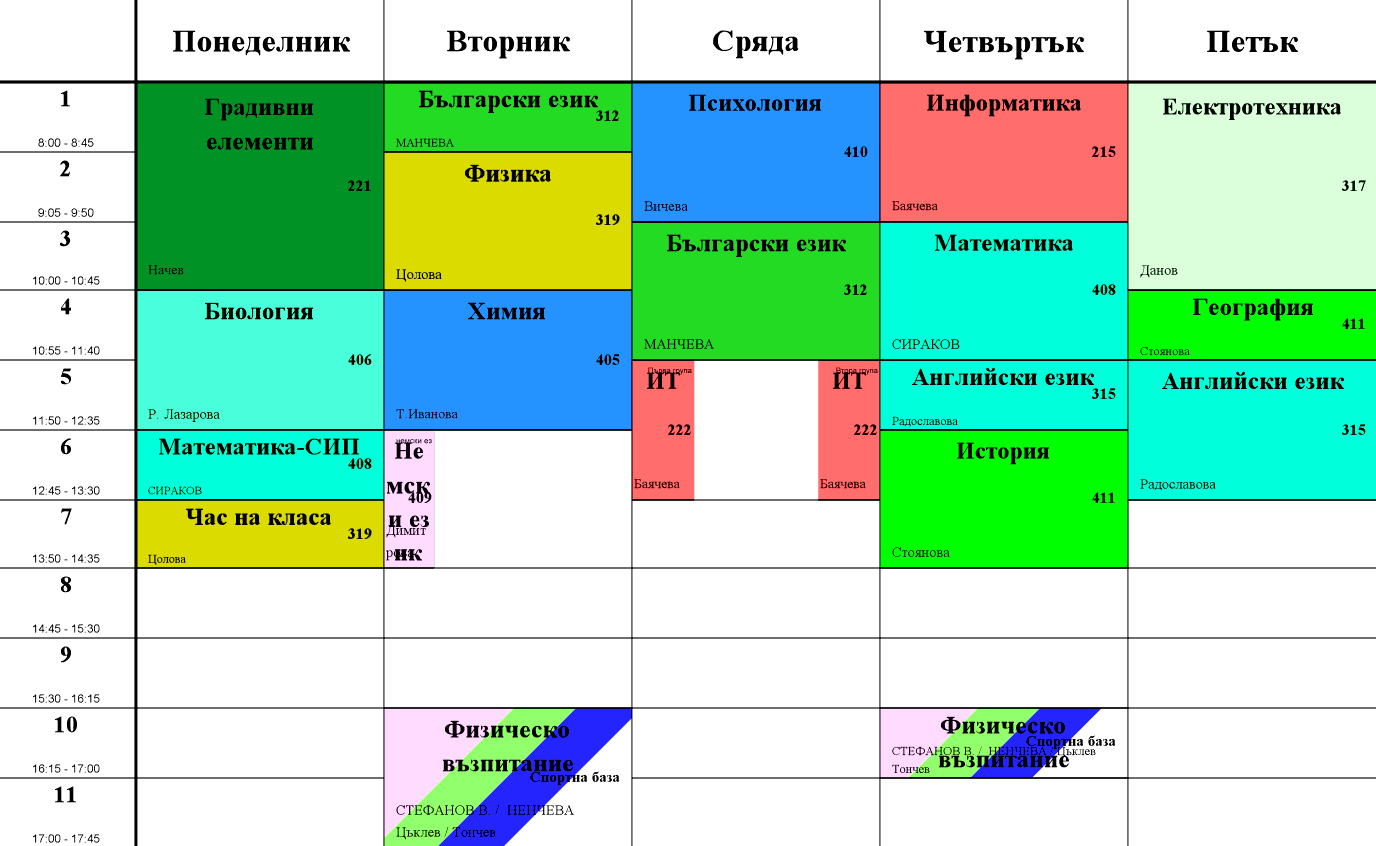 Понеделник
Вторник
Сряда
Четвъртък
Петък
1
8:00 - 8:45
2
9:05 - 9:50
3
10:00 - 10:45
4
10:55 - 11:40
5
11:50 - 12:35
6
12:45 - 13:30
7
13:50 - 14:35
8
14:45 - 15:30
9
15:30 - 16:15
10
16:15 - 17:00
11
17:00 - 17:45
Градивни
елементи
221
Начев
Биология
406
Р. Лазарова
Математика-СИП
408
СИРАКОВ
Час на класа
319
Цолова
Български език
312
МАНЧЕВА
Физика
319
Цолова
Химия
405
Т.Иванова
немски ез
Не
мск
409
и ез
Димит
ик
Физическо
възпитание
Спортна база
СТЕФАНОВ В. / НЕНЧЕВА
Цъклев / Тончев
Психология
410
Вичева
Български език
312
МАНЧЕВА
Първа група
ИТ
222
Баячева
Втора група
ИТ
222
Баячева
Информатика
215
Баячева
Математика
408
СИРАКОВ
Английски език
315
Радославова
История
411
Стоянова
Физическо
Спортна база
СТЕФАНОВ В. / НЕНЧЕВА / Цъклев
възпитание
Тончев
Електротехника
317
Данов
География
411
Стоянова
Английски език
315
Радославова